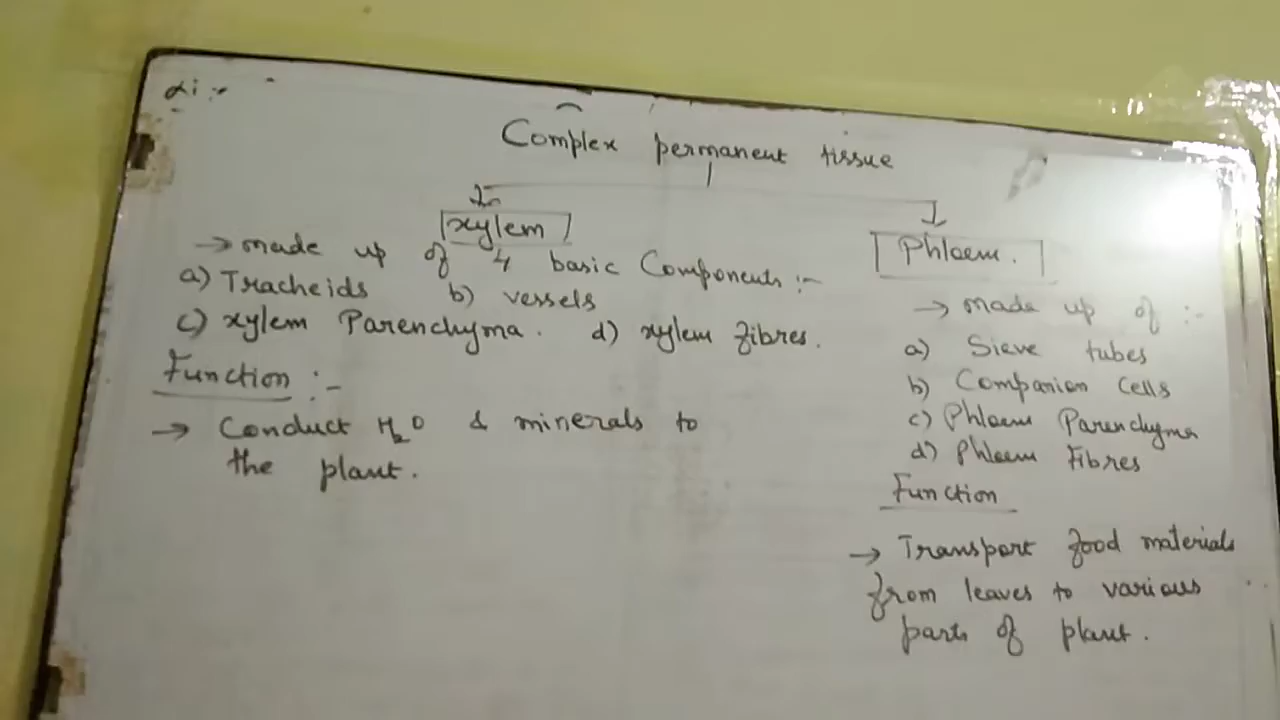 Complex permanent tissue
xylem
→ made up of 4 basic Components :-
a) Tracheids b) vessels
c) xylem Parenchyma. d) xylem fibres.
Function :-
→ Conduct H₂O & minerals to
the plant.
Phloem.
→ made up of :-
a) Sieve tubes
b) Companion Cells
c) Phloem Parenchyma
d) Phloem Fibres
Function
→ Transport food materials
from leaves to various
parts of plant.